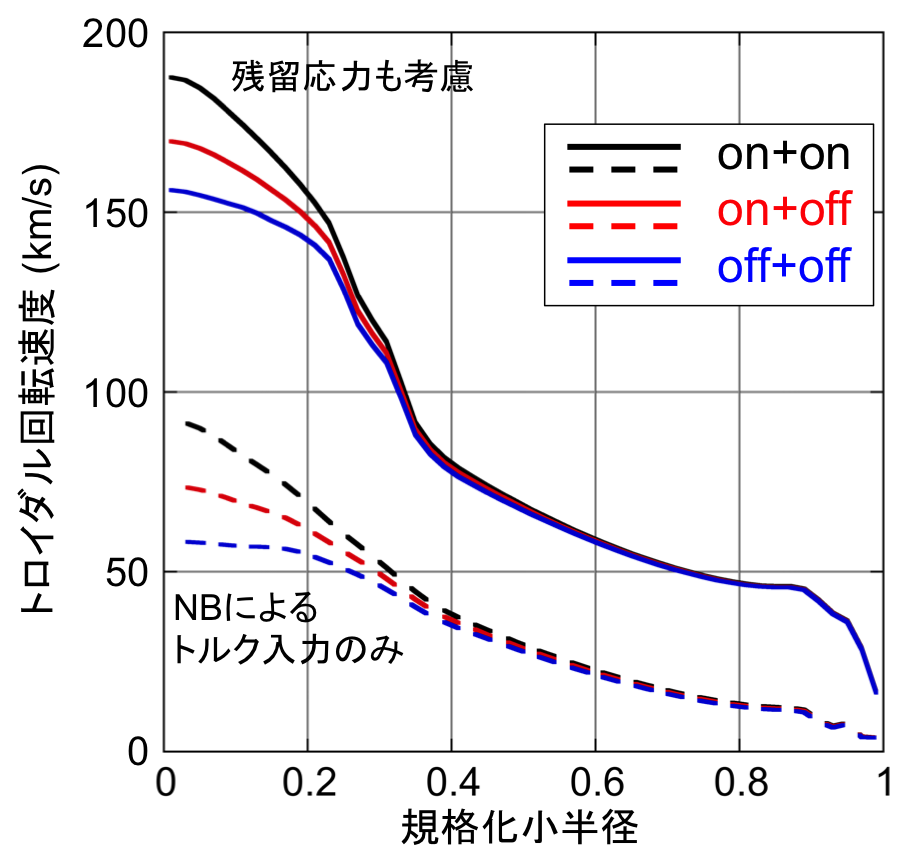 200
150
100
50
0
トロイダル回転速度 (km/s)
残留応力も考慮
on+on
on+off
off+off
NBによる
トルク入力のみ
0 0.2 0.4 0.6 0.8 1
規格化小半径